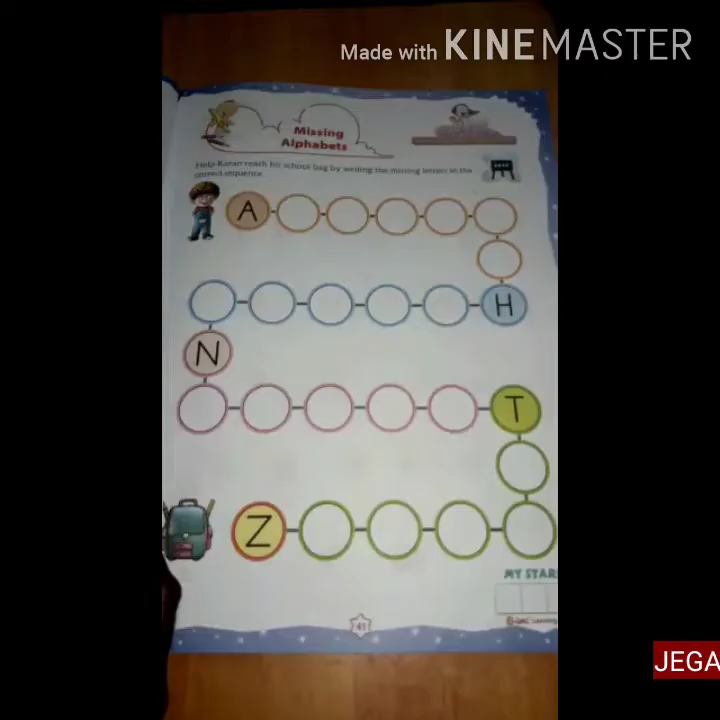 Made with KINEMASTER
Missing
Alphabets
Help Karan reach his school bag by writing the missing letters in the
correct sequence.
A
H
N
T
Z
MY STAR
41
JEGA